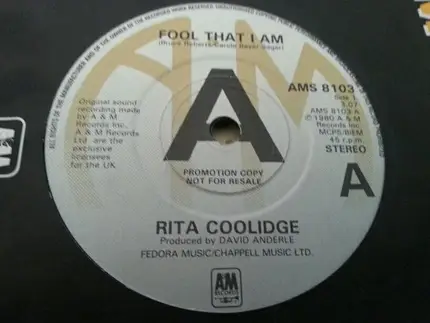 FOOL THAT I AM
(Bruce Roberts/Carole Bayer Sager)
AMS 8103
Side 1
3.07
AMS 8103 A
℗ 1980 A & M
Records Inc.
MCPS/BIEM
45 r.p.m.
STEREO
Original sound
recording made
by A & M
Records Inc.
A & M Records
Ltd are the
exclusive
licensees
for the UK
A
PROMOTION COPY
NOT FOR RESALE
A
RITA COOLIDGE
Produced by DAVID ANDERLE
FEDORA MUSIC/CHAPPELL MUSIC LTD.
A&M
RECORDS